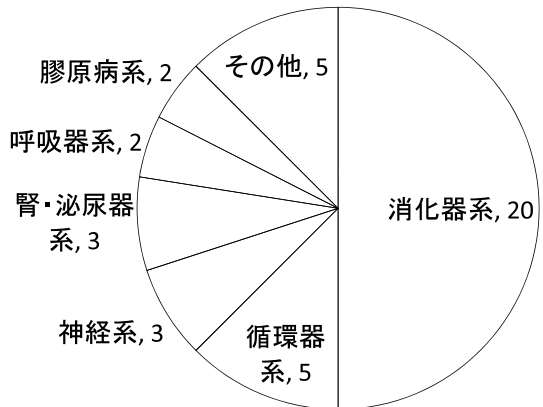 その他, 5
膠原病系, 2
呼吸器系, 2
腎・泌尿器
系, 3
神経系, 3
循環器
系, 5
消化器系, 20